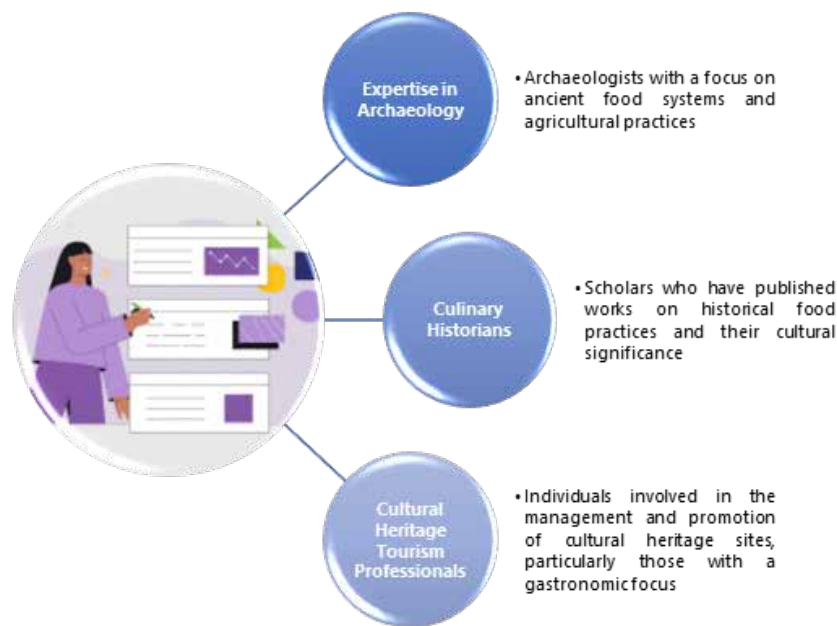 Expertise in
Archaeology
• Archaeologists with a focus on
ancient food systems and
agricultural practices
Culinary
Historians
• Scholars who have published
works on historical food
practices and their cultural
significance
Cultural
Heritage
Tourism
Professionals
• Individuals involved in the
management and promotion
of cultural heritage sites,
particularly those with a
gastronomic focus